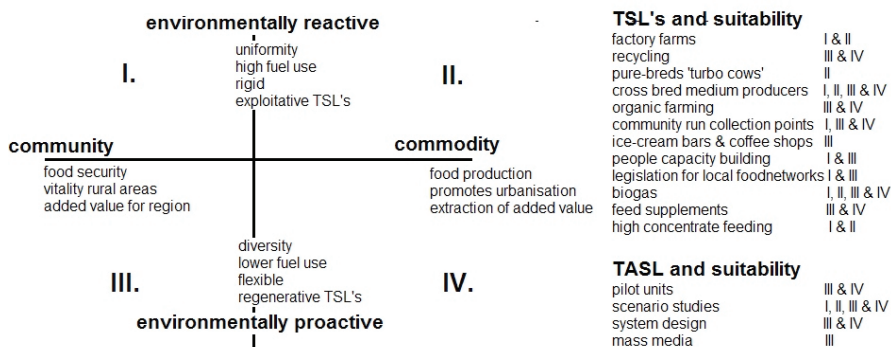 environmentally reactive
uniformity
high fuel use
rigid
exploitative TSL's
I.
II.
community
commodity
food security
vitality rural areas
added value for region
food production
promotes urbanisation
extraction of added value
diversity
lower fuel use
flexible
regenerative TSL's
III.
IV.
environmentally proactive
TSL's and suitability
factory farms I & II
recycling III & IV
pure-breds 'turbo cows' II
cross bred medium producers I, II, III & IV
organic farming III & IV
community run collection points I, III & IV
ice-cream bars & coffee shops III
people capacity building I & III
legislation for local foodnetworks I & III
biogas I, II, III & IV
feed supplements III & IV
high concentrate feeding I & II
TASL and suitability
pilot units III & IV
scenario studies I, II, III & IV
system design III & IV
mass media III